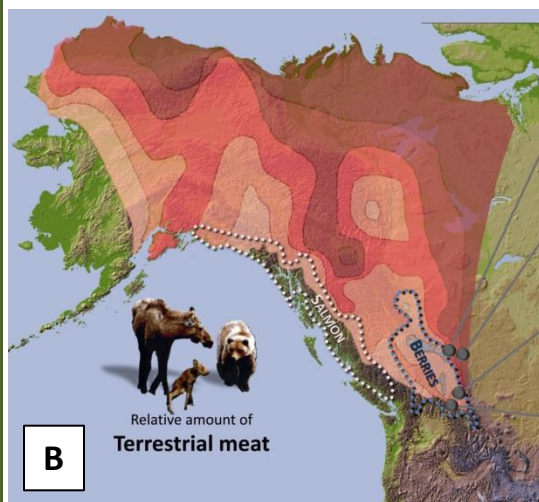 SALMON
BERRIES
Relative amount of
Terrestrial meat
B